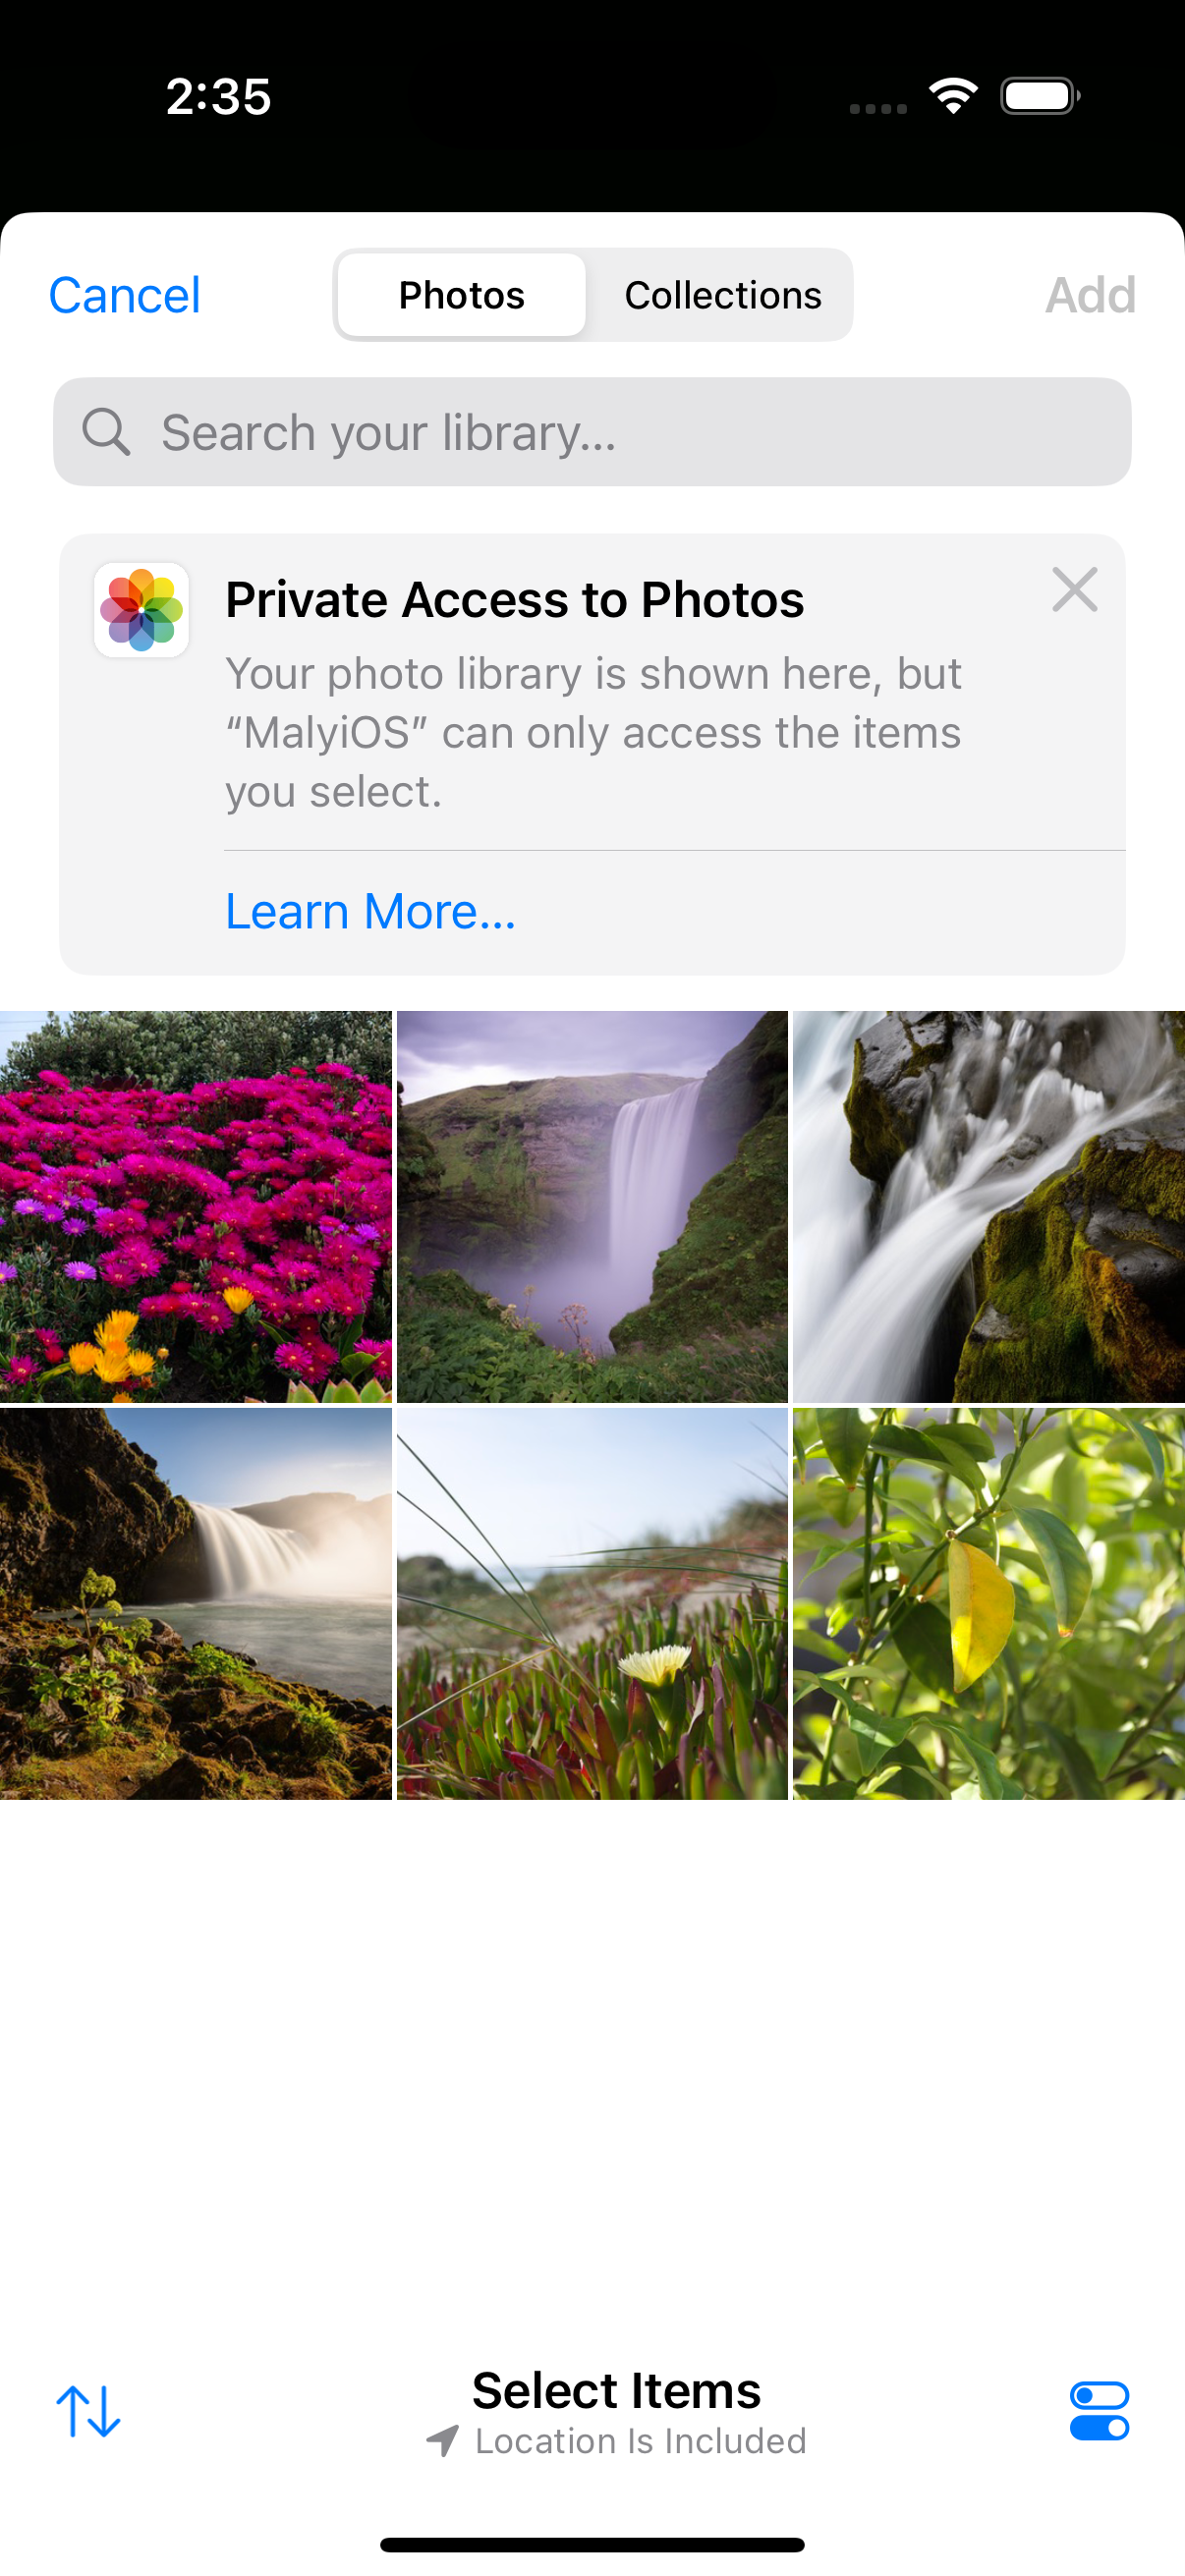 2:35
Cancel
Photos
Collections
Add
Search your library...
Private Access to Photos
Your photo library is shown here, but
“MalyiOS” can only access the items
you select.
Learn More...
Select Items
Location Is Included